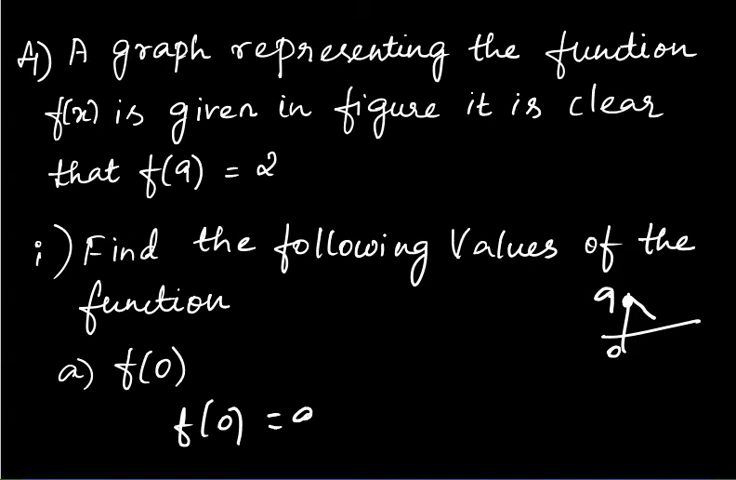 4) A graph representing the function
f(x) is given in figure it is clear
that f(9) = 2
i) Find the following Values of the
function
9
0
a) f(0)
f(0) =